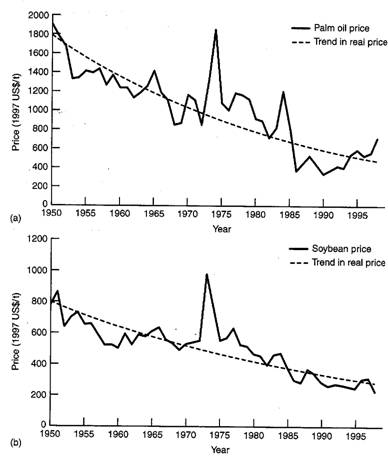 2000
1800
1600
1400
1200
1000
800
600
400
200
0
Price (1997 US$/t)
Palm oil price
Trend in real price
1950 1955 1960 1965 1970 1975 1980 1985 1990 1995
(a)
Year
1200
1000
800
600
400
200
0
Price (1997 US$/t)
Soybean price
Trend in real price
1950 1955 1960 1965 1970 1975 1980 1985 1990 1995
(b)
Year